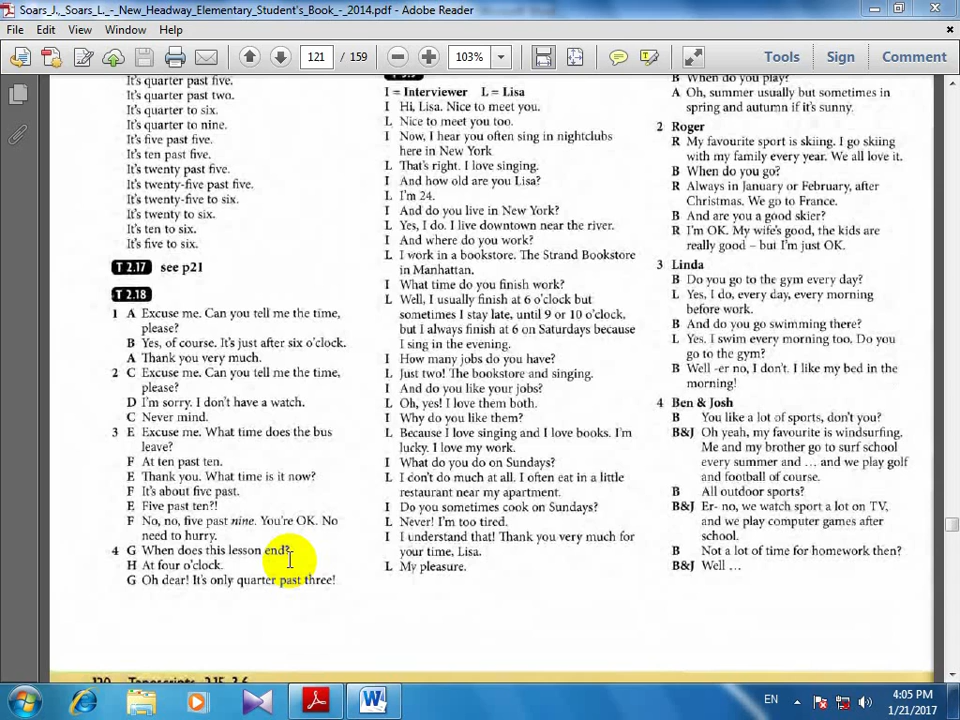 Soars_J.,_Soars_L._-_New_Headway_Elementary_Student's_Book_-_2014.pdf - Adobe Reader
File Edit View Window Help
121 / 159 103% Tools Sign Comment
It's quarter past five.
It's quarter past two.
It's quarter to six.
It's quarter to nine.
It's five past five.
It's ten past five.
It's twenty past five.
It's twenty-five past five.
It's twenty-five to six.
It's twenty to six.
It's ten to six.
It's five to six.
T 2.17 see p21
T 2.18
1 A Excuse me. Can you tell me the time,
please?
B Yes, of course. It's just after six o'clock.
A Thank you very much.
2 C Excuse me. Can you tell me the time,
please?
D I'm sorry. I don't have a watch.
C Never mind.
3 E Excuse me. What time does the bus
leave?
F At ten past ten.
E Thank you. What time is it now?
F It's about five past.
E Five past ten?!
F No, no, five past nine. You're OK. No
need to hurry.
4 G When does this lesson end?
H At four o'clock.
G Oh dear! It's only quarter past three!
I = Interviewer L = Lisa
I Hi, Lisa. Nice to meet you.
L Nice to meet you too.
I Now, I hear you often sing in nightclubs
here in New York
L That's right. I love singing.
I And how old are you Lisa?
L I'm 24.
I And do you live in New York?
L Yes, I do. I live downtown near the river.
I And where do you work?
L I work in a bookstore. The Strand Bookstore
in Manhattan.
I What time do you finish work?
L Well, I usually finish at 6 o'clock but
sometimes I stay late, until 9 or 10 o'clock,
but I always finish at 6 on Saturdays because
I sing in the evening.
I How many jobs do you have?
L Just two! The bookstore and singing.
I And do you like your jobs?
L Oh, yes! I love them both.
I Why do you like them?
L Because I love singing and I love books. I'm
lucky. I love my work.
I What do you do on Sundays?
L I don't do much at all. I often eat in a little
restaurant near my apartment.
I Do you sometimes cook on Sundays?
L Never! I'm too tired.
I I understand that! Thank you very much for
your time, Lisa.
L My pleasure.
B When do you play?
A Oh, summer usually but sometimes in
spring and autumn if it's sunny.
2 Roger
R My favourite sport is skiing. I go skiing
with my family every year. We all love it.
B When do you go?
R Always in January or February, after
Christmas. We go to France.
B And are you a good skier?
R I'm OK. My wife's good, the kids are
really good – but I'm just OK.
3 Linda
B Do you go to the gym every day?
L Yes, I do, every day, every morning
before work.
B And do you go swimming there?
L Yes. I swim every morning too. Do you
go to the gym?
B Well -er no, I don't. I like my bed in the
morning!
4 Ben & Josh
B You like a lot of sports, don't you?
B&J Oh yeah, my favourite is windsurfing.
Me and my brother go to surf school
every summer and … and we play golf
and football of course.
B All outdoor sports?
B&J Er- no, we watch sport a lot on TV,
and we play computer games after
school.
B Not a lot of time for homework then?
B&J Well …
EN 4:05 PM
1/21/2017